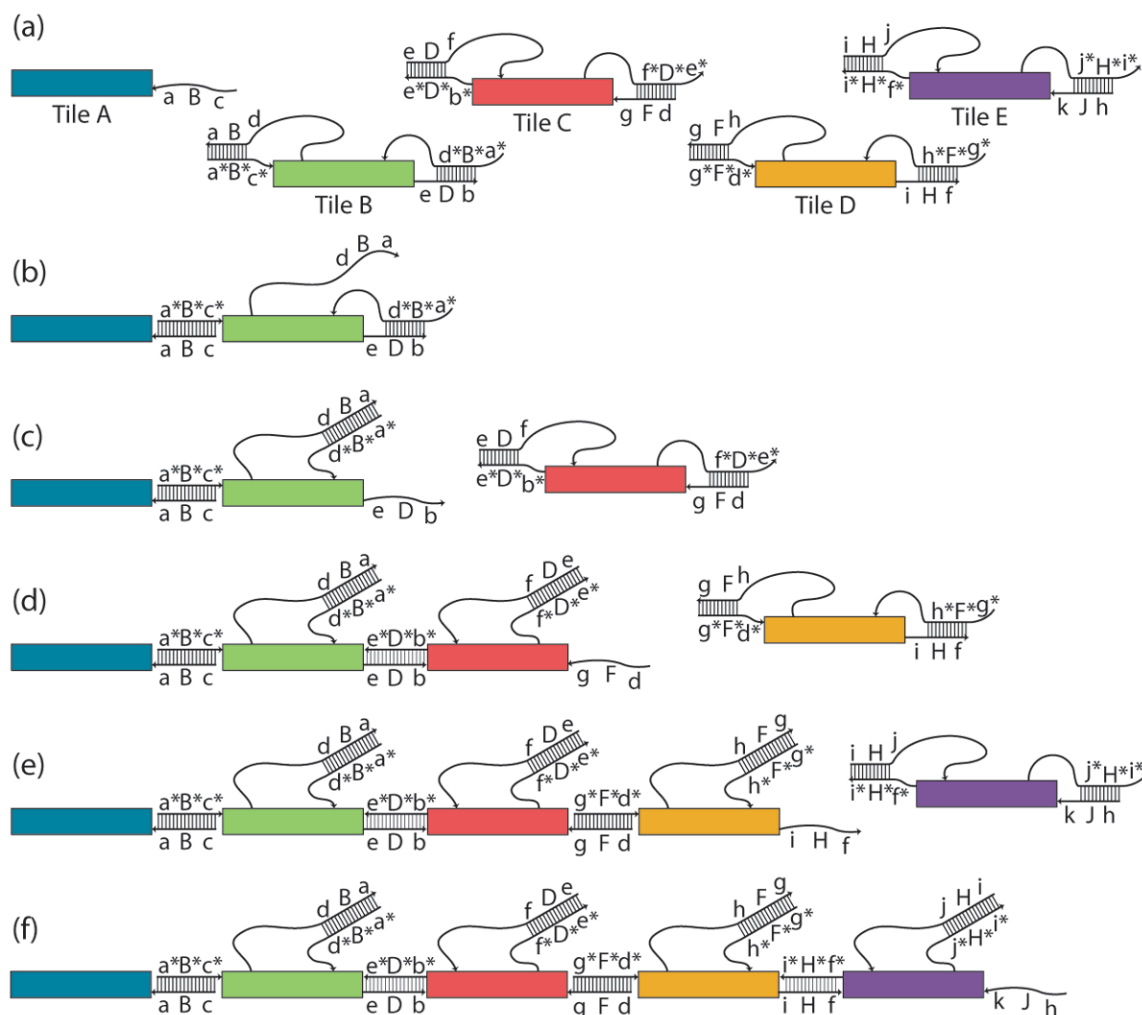 (a)
e D f
i H j
f*D*e*
j*H*i*
a B c
Tile A
e*D*b*
g F d
i*H*f*
k J h
Tile C
Tile E
a B d
g F h
d*B*a*
h*F*g*
a*B*c*
e D b
g*F*d*
i H f
Tile B
Tile D
(b)
d B a
a*B*c*
d*B*a*
a B c
e D b
(c)
d B a
e D f
d*B*a*
f*D*e*
a*B*c*
e*D*b*
g F d
a B c
e D b
(d)
d B a
f D e
g F h
d*B*a*
f*D*e*
h*F*g*
a*B*c*
e*D*b*
g*F*d*
a B c
e D b
g F d
i H f
(e)
d B a
f D e
h F g
i H j
d*B*a*
f*D*e*
h*F*g*
j*H*i*
a*B*c*
e*D*b*
g*F*d*
i*H*f*
k J h
a B c
e D b
g F d
i H f
(f)
d B a
f D e
h F g
j H i
d*B*a*
f*D*e*
h*F*g*
j*H*i*
a*B*c*
e*D*b*
g*F*d*
i*H*f*
a B c
e D b
g F d
i H f
k J h